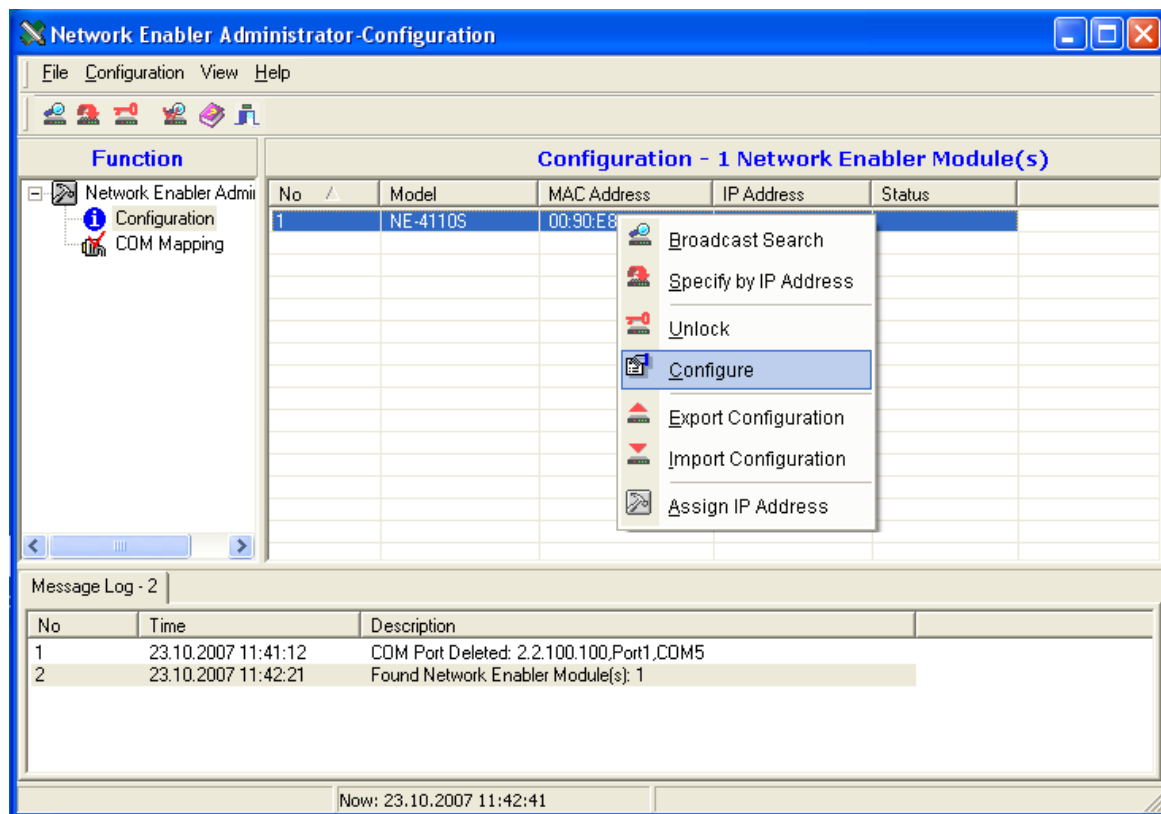 Network Enabler Administrator-Configuration
File Configuration View Help
Function
Configuration - 1 Network Enabler Module(s)
Network Enabler Admi
Configuration
COM Mapping
No Model MAC Address IP Address Status
1 NE-4110S 00:90:E8
Broadcast Search
Specify by IP Address
Unlock
Configure
Export Configuration
Import Configuration
Assign IP Address
Message Log - 2
No Time Description
1 23.10.2007 11:41:12 COM Port Deleted: 2.2.100.100,Port1,COM5
2 23.10.2007 11:42:21 Found Network Enabler Module(s): 1
Now: 23.10.2007 11:42:41